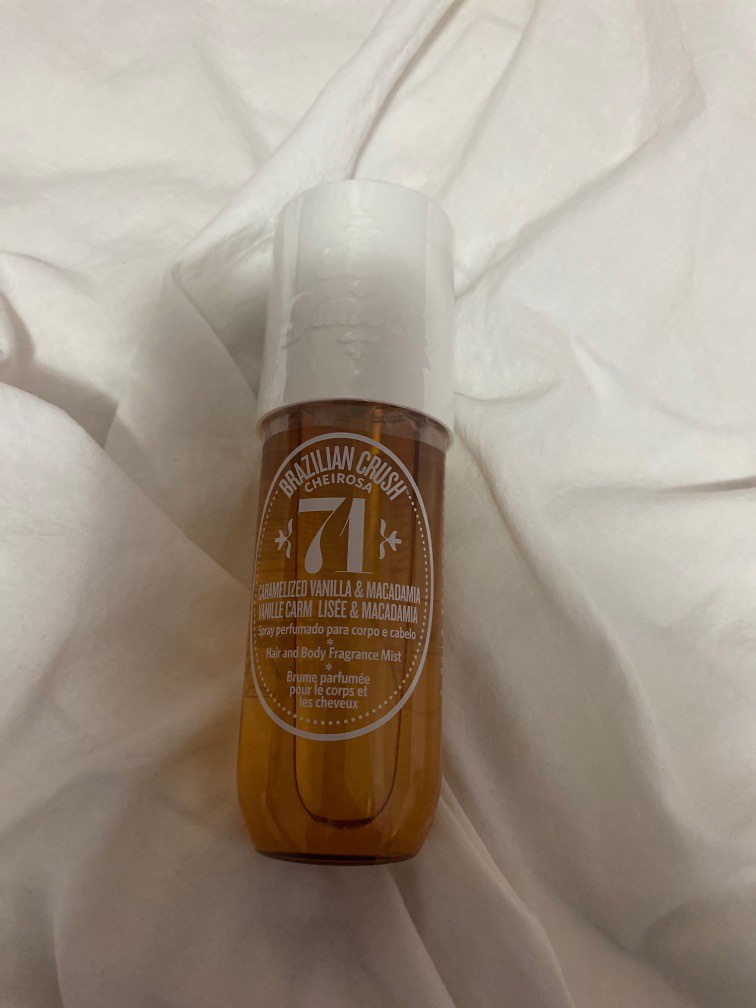 BRAZILIAN CRUSH
CHEIROSA
71
CARAMELIZED VANILLA & MACADAMIA
VANILLE CARM LISÉE & MACADAMIA
Spray perfumado para corpo e cabelo
*
Hair and Body Fragrance Mist
*
Brume parfumée
pour le corps et
les cheveux